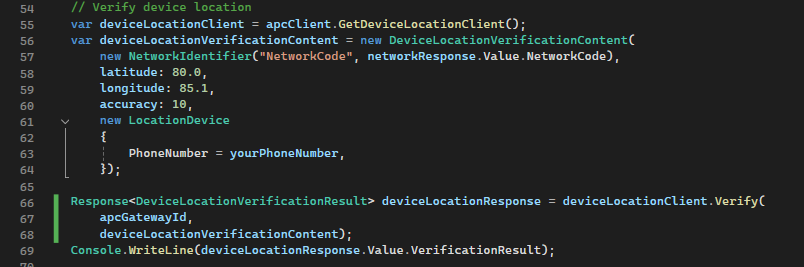 54 // Verify device location
55 var deviceLocationClient = apcClient.GetDeviceLocationClient();
56 var deviceLocationVerificationContent = new DeviceLocationVerificationContent(
57 new NetworkIdentifier("NetworkCode", networkResponse.Value.NetworkCode),
58 latitude: 80.0,
59 longitude: 85.1,
60 accuracy: 10,
61 new LocationDevice
62 {
63 PhoneNumber = yourPhoneNumber,
64 });
65
66 Response<DeviceLocationVerificationResult> deviceLocationResponse = deviceLocationClient.Verify(
67 apcGatewayId,
68 deviceLocationVerificationContent);
69 Console.WriteLine(deviceLocationResponse.Value.VerificationResult);
70